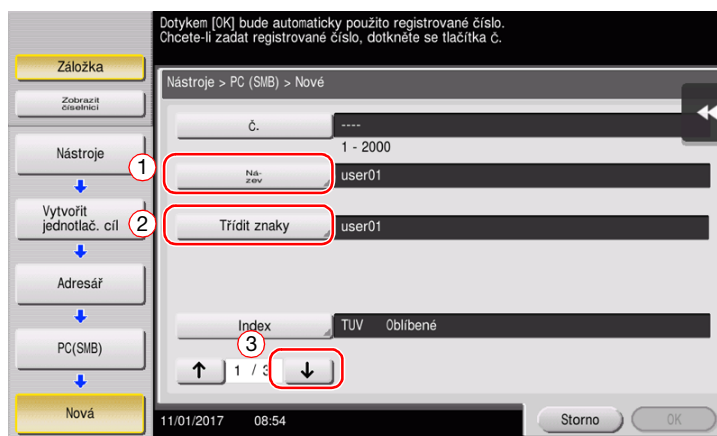 Dotykem [OK] bude automaticky použito registrované číslo.
Chcete-li zadat registrované číslo, dotkněte se tlačítka č.
Záložka
Zobrazit
číselníci
Nástroje
Vytvořit
jednotlač. cíl
Adresář
PC(SMB)
Nová
Nástroje > PC (SMB) > Nové
č.
----
1 - 2000
1
Ná-
zev
user01
2
Třídit znaky
user01
Index
TUV Oblíbené
3
1 / 3
11/01/2017 08:54
Storno
OK